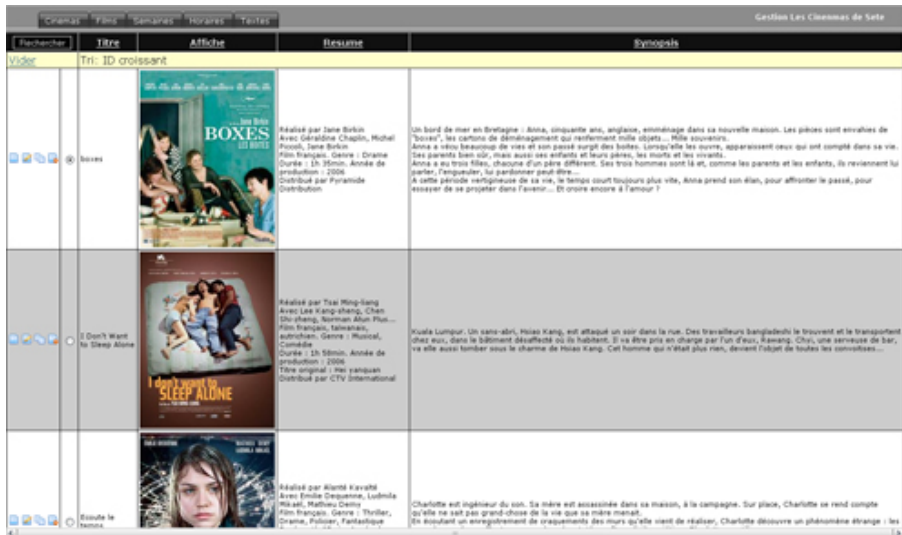 Cinemas Films Semaines Horaires Textes
Gestion Les Cinenmas de Sete
Rechercher Titre Affiche Resume Synopsis
Vider Tri: ID croissant
boxes
Jane Birkin
BOXES
LES BOITES
Réalisé par Jane Birkin
Avec Géraldine Chaplin, Michel
Piccoli, Jane Birkin
Film français. Genre : Drame
Durée : 1h 35min. Année de
production : 2006
Distribué par Pyramide
Distribution
Un bord de mer en Bretagne : Anna, cinquante ans, anglaise, emménage dans sa nouvelle maison. Les pièces sont envahies de
"boxes", les cartons de déménagement qui renferment mille objets... Mille souvenirs.
Anna a vécu beaucoup de vies et son passé surgit des boites. Lorsqu'elle les ouvre, apparaissent ceux qui ont compté dans sa vie.
Ses parents bien sûr, mais aussi ses enfants et leurs pères, les morts et les vivants.
Anna a eu trois filles, chacune d'un père différent. Ses trois hommes sont là et, comme les parents et les enfants, ils reviennent lui
parler, l'engueuler, lui pardonner peut-être...
A cette période vertigineuse de sa vie, le temps court toujours plus vite, Anna prend son élan, pour affronter le passé, pour
essayer de se projeter dans l'avenir... Et croire encore à l'amour ?
I Don't Want
to Sleep Alone
I don't want to
SLEEP ALONE
Réalisé par Tsai Ming-liang
Avec Lee Kang-sheng, Chen
Shi-zheng, Norman Atun Plus...
Film français, taiwanais,
autrichien. Genre : Musical,
Comédie
Durée : 1h 58min. Année de
production : 2006
Titre original : Hei yanquan
Distribué par CTV International
Kuala Lumpur. Un sans-abri, Hsiao Kang, est attaqué un soir dans la rue. Des travailleurs bangladeshi le trouvent et le transportent
chez eux, dans le bâtiment désaffecté où ils habitent. Il va être pris en charge par l'un d'eux, Rawang. Chyi, une serveuse de bar,
va elle aussi tomber sous le charme de Hsiao Kang. Cet homme qui n'était plus rien, devient l'objet de toutes les convoitises...
Ecoute le
temps
EMILIE DEQUENNE
MATHIEU DEMY
LUDMILA MIKAEL
Réalisé par Alanté Kavaïté
Avec Emilie Dequenne, Ludmila
Mikaël, Mathieu Demy
Film français. Genre : Thriller,
Drame, Policier, Fantastique
Charlotte est ingénieur du son. Sa mère est assassinée dans sa maison, à la campagne. Sur place, Charlotte se rend compte
qu'elle ne sait pas grand-chose de la vie que sa mère menait.
En écoutant un enregistrement de craquements des murs qu'elle vient de réaliser, Charlotte découvre un phénomène étrange : les